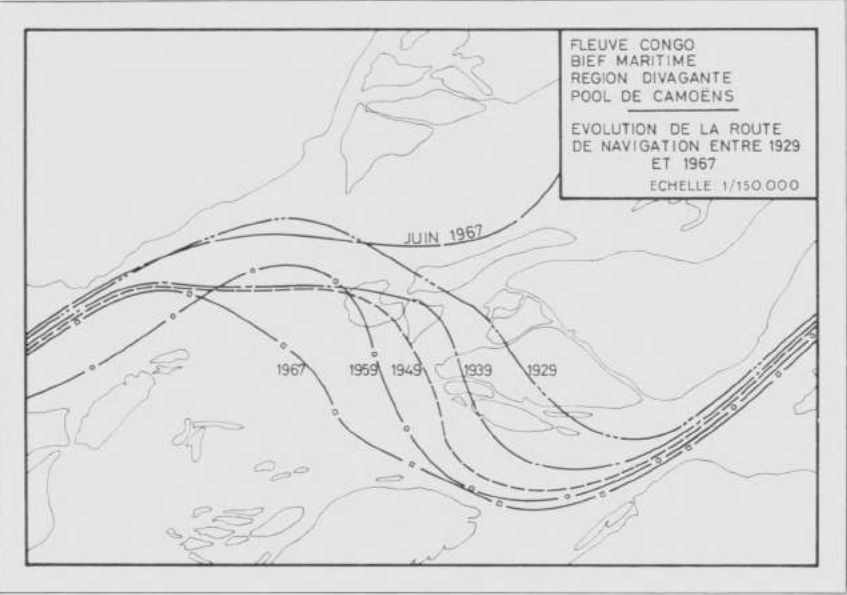 FLEUVE CONGO
BIEF MARITIME
REGION DIVAGANTE
POOL DE CAMOËNS
EVOLUTION DE LA ROUTE
DE NAVIGATION ENTRE 1929
ET 1967
ECHELLE 1/150.000
JUIN 1967
1967
1959
1949
1939
1929